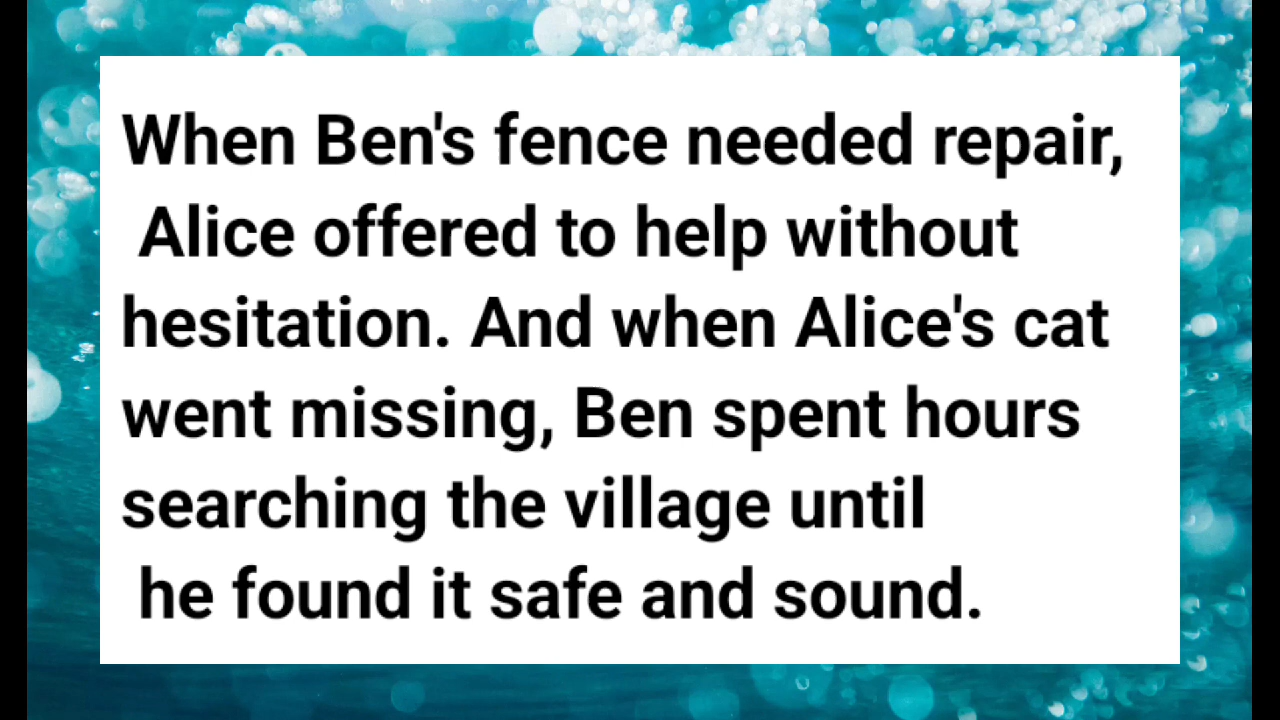 When Ben's fence needed repair,
Alice offered to help without
hesitation. And when Alice's cat
went missing, Ben spent hours
searching the village until
he found it safe and sound.